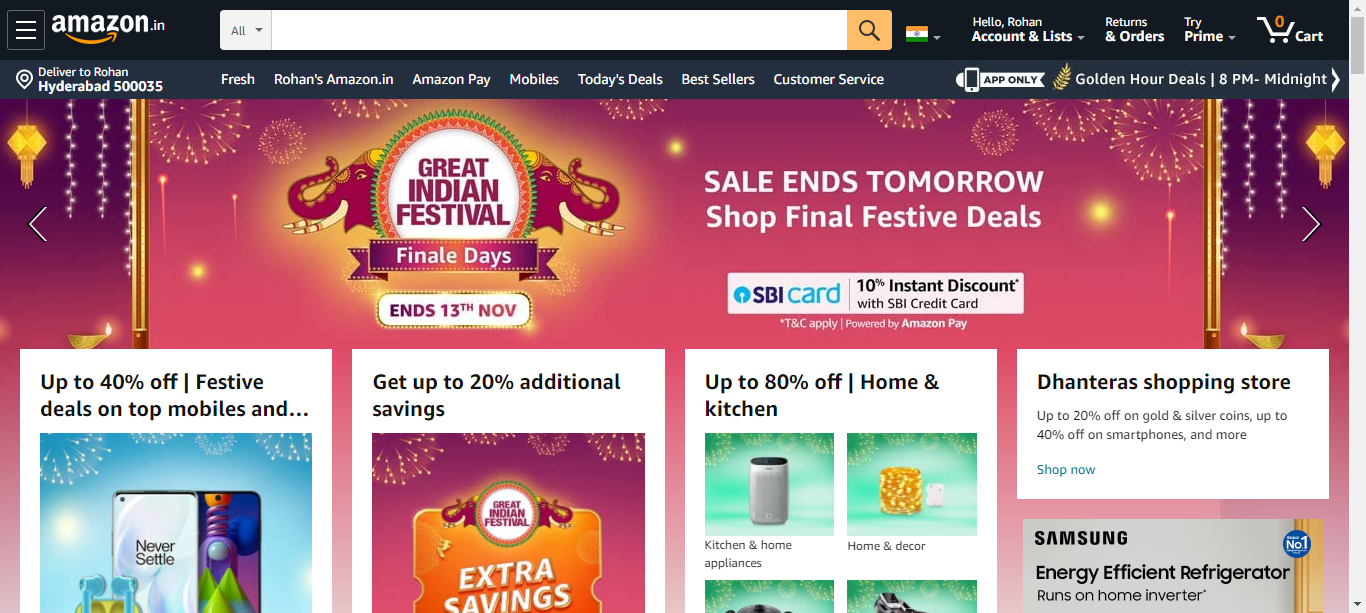 amazon.in
All
Hello, Rohan
Account & Lists
Returns
& Orders
Try
Prime
0
Cart
Deliver to Rohan
Hyderabad 500035
Fresh
Rohan's Amazon.in
Amazon Pay
Mobiles
Today's Deals
Best Sellers
Customer Service
APP ONLY
Golden Hour Deals | 8 PM- Midnight
GREAT
INDIAN
FESTIVAL
Finale Days
ENDS 13TH NOV
SALE ENDS TOMORROW
Shop Final Festive Deals
SBI card
10% Instant Discount*
with SBI Credit Card
*T&C apply | Powered by Amazon Pay
Up to 40% off | Festive
deals on top mobiles and...
Never
Settle
Get up to 20% additional
savings
GREAT
INDIAN
FESTIVAL
EXTRA
SAVINGS
Up to 80% off | Home &
kitchen
Kitchen & home
appliances
Home & decor
Dhanteras shopping store
Up to 20% off on gold & silver coins, up to
40% off on smartphones, and more
Shop now
SAMSUNG
No.1
Energy Efficient Refrigerator
Runs on home inverter*